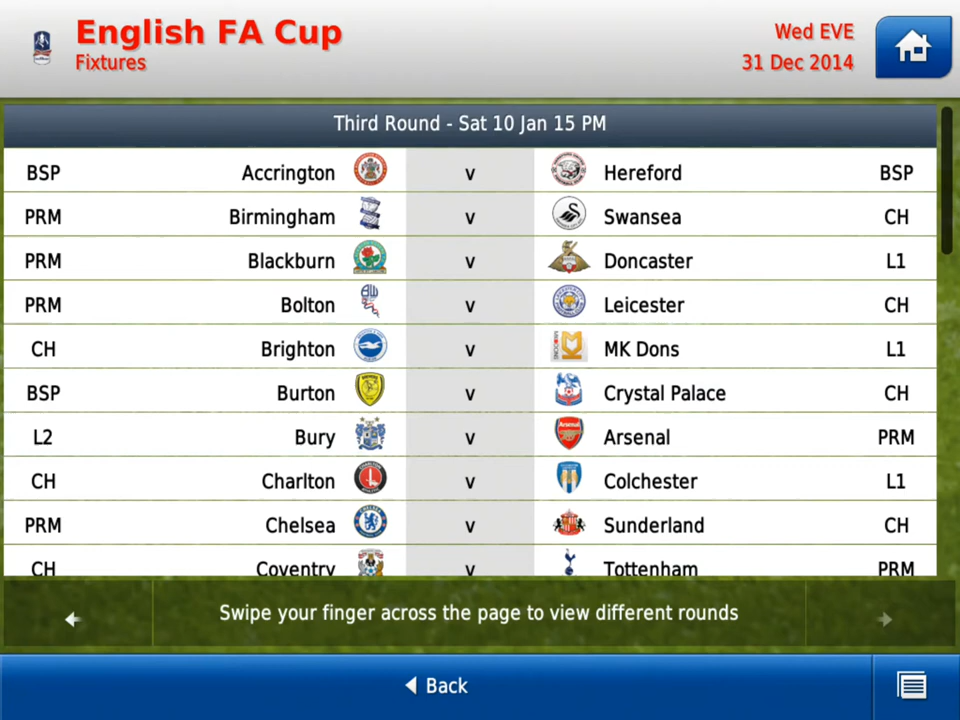 English FA Cup
Fixtures
Wed EVE
31 Dec 2014
Third Round - Sat 10 Jan 15 PM
BSP Accrington v Hereford BSP
PRM Birmingham v Swansea CH
PRM Blackburn v Doncaster L1
PRM Bolton v Leicester CH
CH Brighton v MK Dons L1
BSP Burton v Crystal Palace CH
L2 Bury v Arsenal PRM
CH Charlton v Colchester L1
PRM Chelsea v Sunderland CH
CH Coventry v Tottenham PRM
Swipe your finger across the page to view different rounds
Back